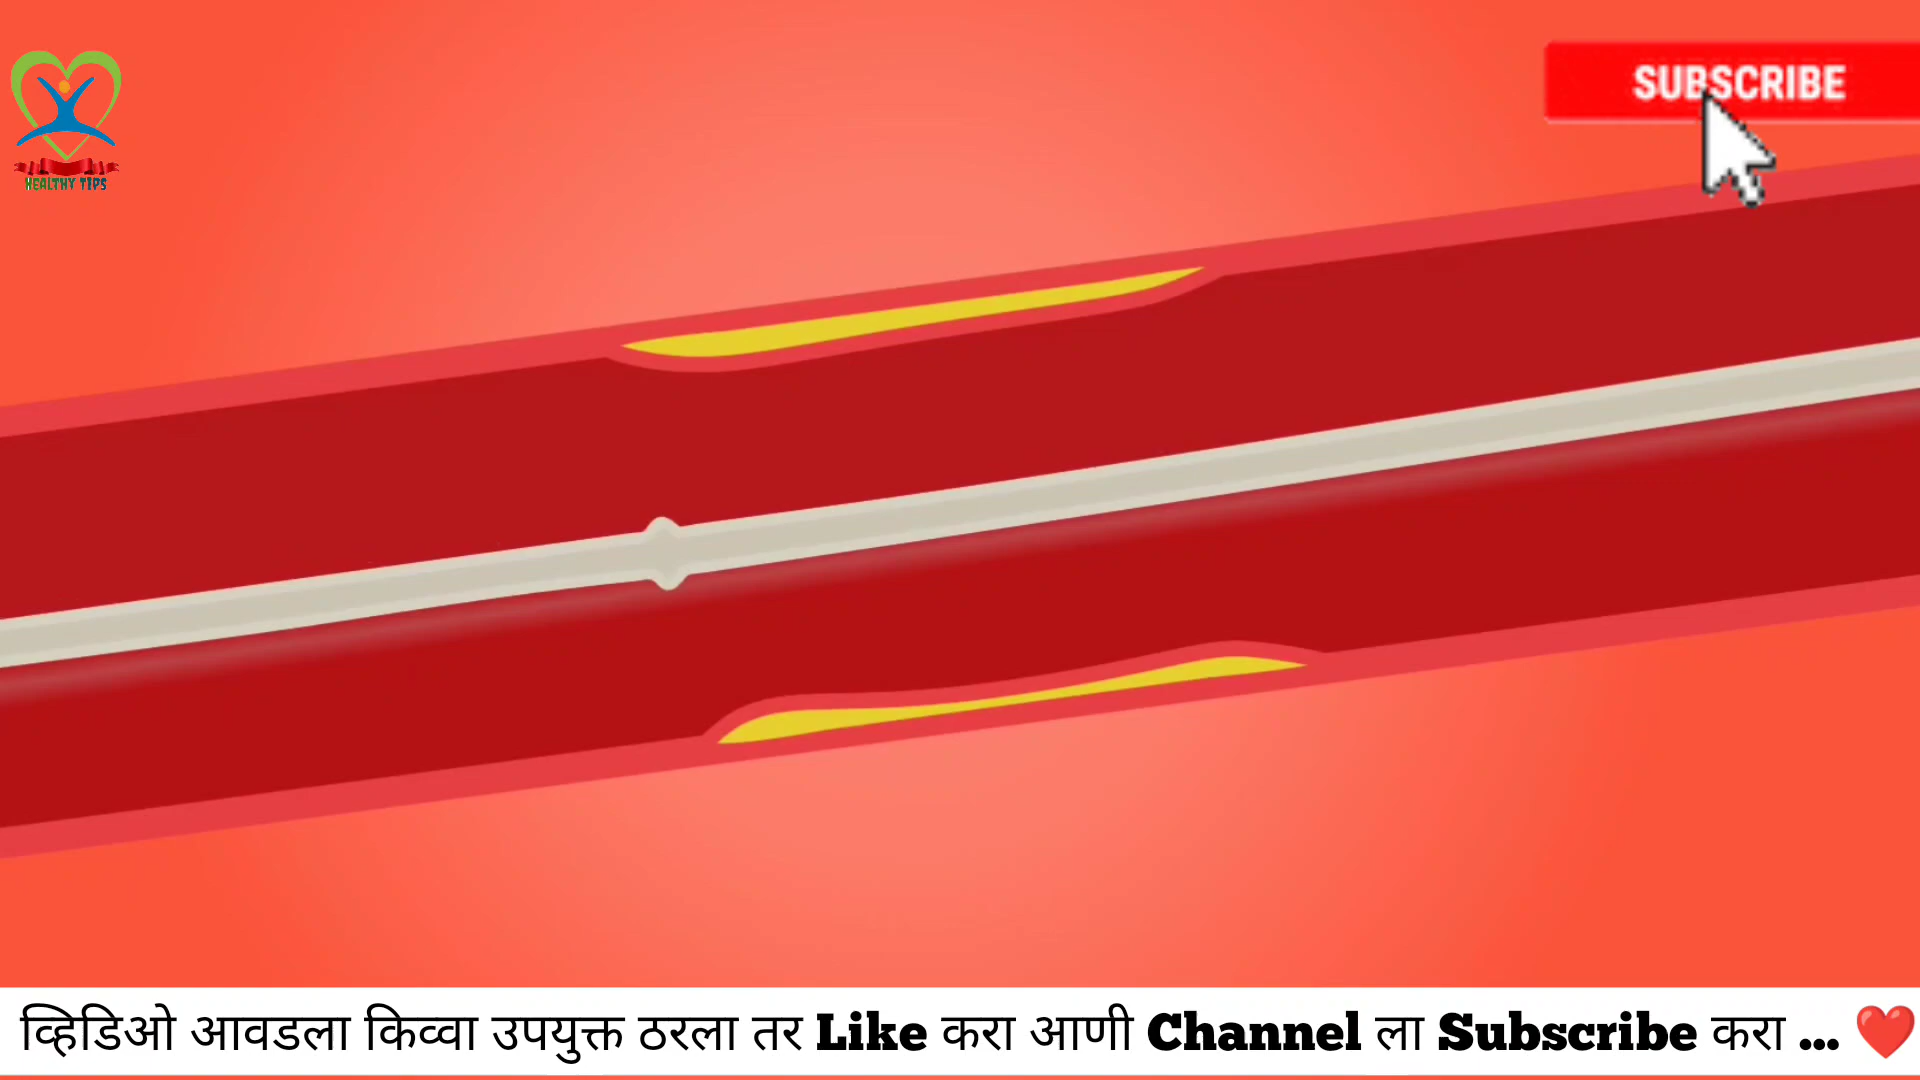 HEALTHY TIPS
SUBSCRIBE
व्हिडिओ आवडला किव्वा उपयुक्त ठरला तर Like करा आणी Channel ला Subscribe करा ... ❤️